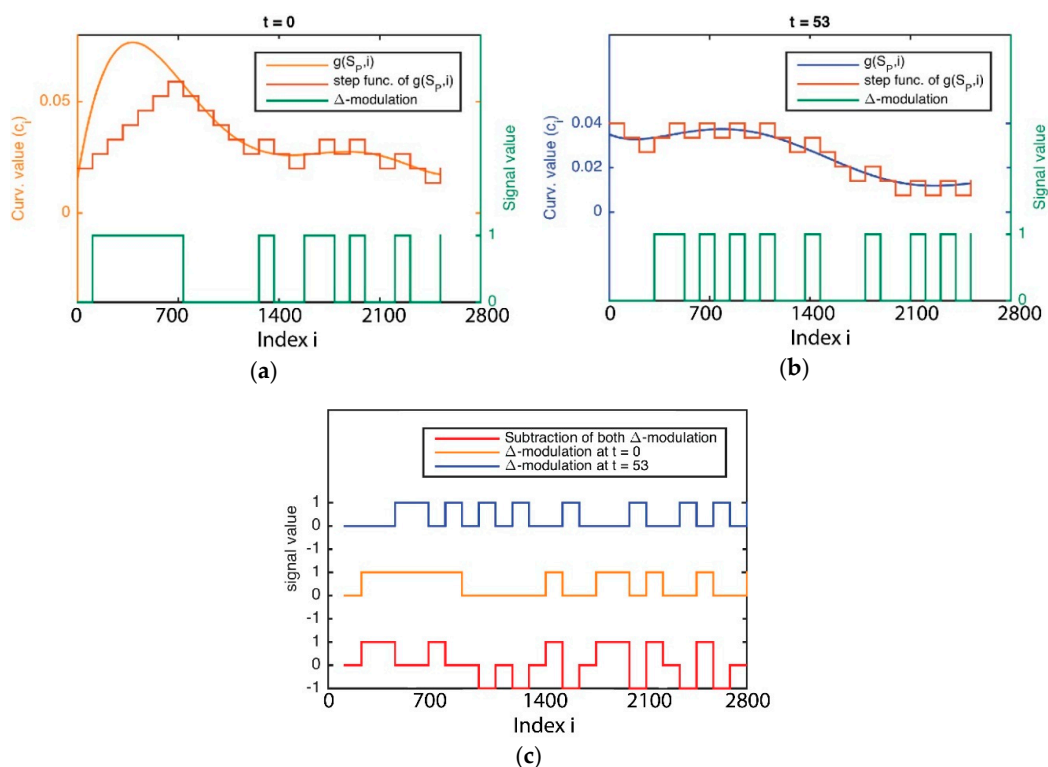 t = 0
g(S_P,i)
step func. of g(S_P,i)
Δ-modulation
Curv. value (c_i)
0.05
0
Signal value
1
0
0 700 1400 2100 2800
Index i
(a)
t = 53
g(S_P,i)
step func. of g(S_P,i)
Δ-modulation
Curv. value (c_i)
0.04
0.02
0
Signal value
1
0
0 700 1400 2100 2800
Index i
(b)
Subtraction of both Δ-modulation
Δ-modulation at t = 0
Δ-modulation at t = 53
signal value
1
0
-1
1
0
-1
1
0
-1
700 1400 2100 2800
Index i
(c)